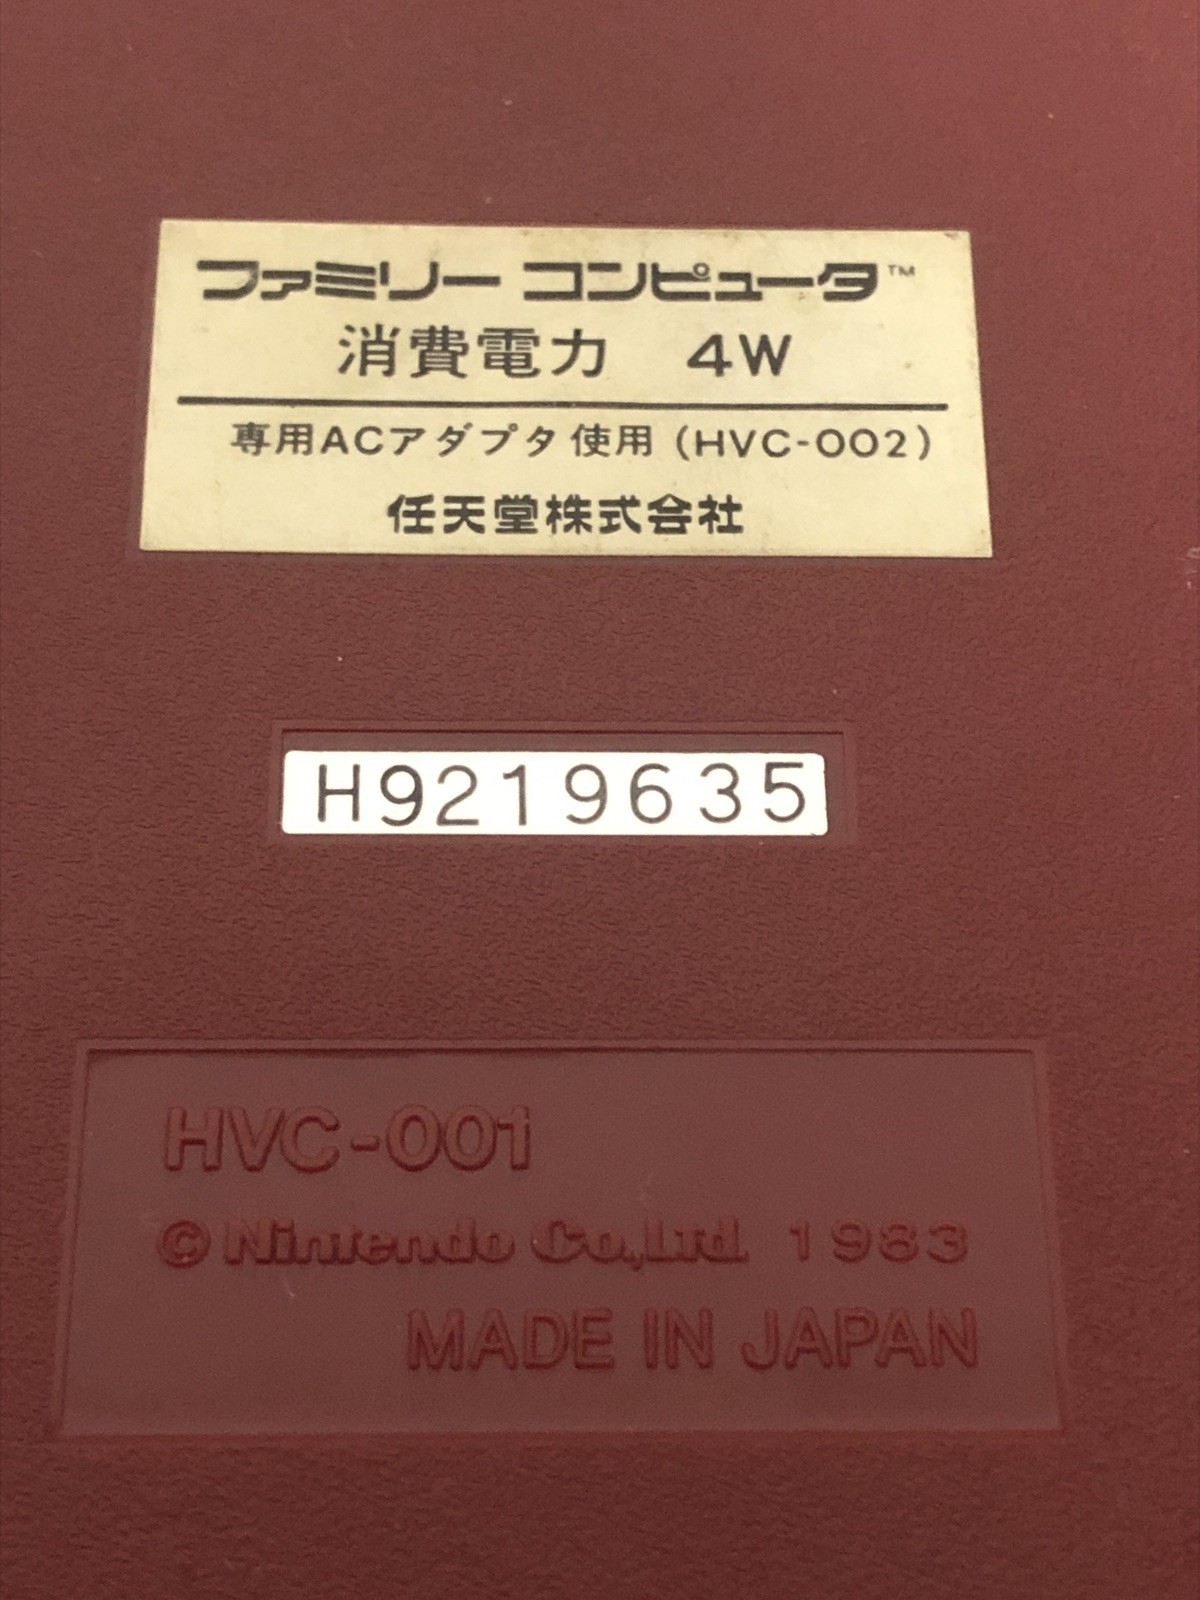 ファミリー コンピュータ™
消費電力 4W
専用ACアダプタ使用 (HVC-002)
任天堂株式会社
H9219635
HVC-001
© Nintendo Co.,Ltd. 1983
MADE IN JAPAN